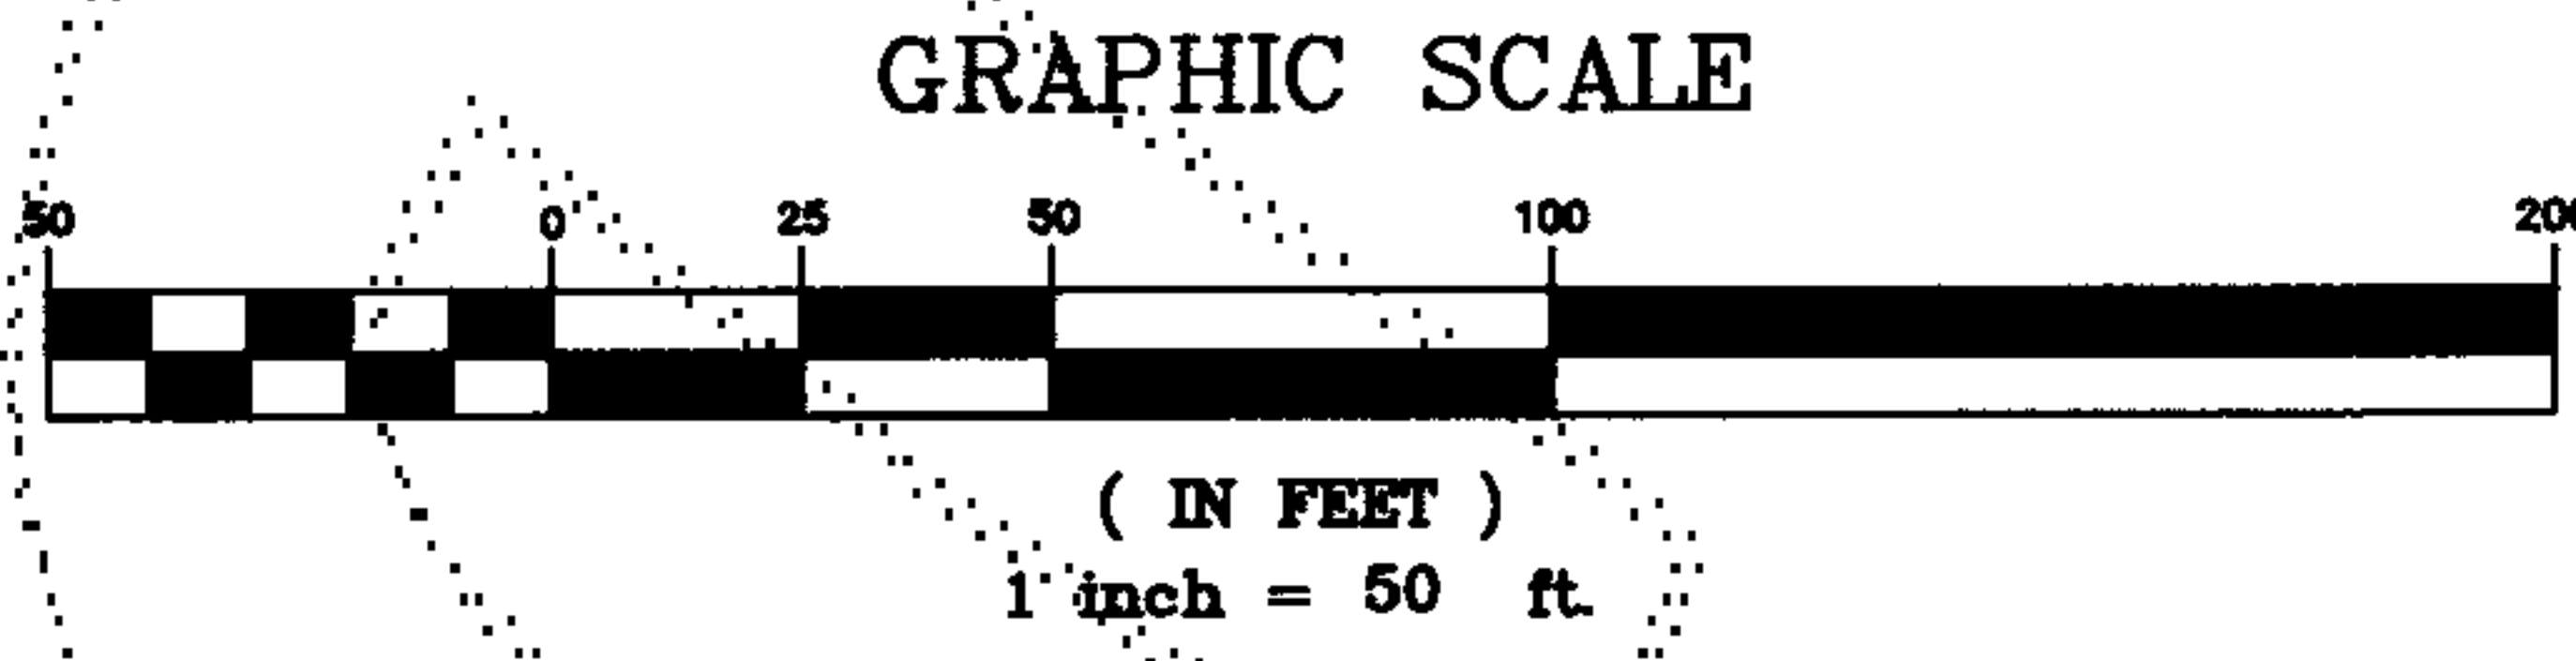 GRAPHIC SCALE
50 0 25 50 100 200
( IN FEET )
1 inch = 50 ft.